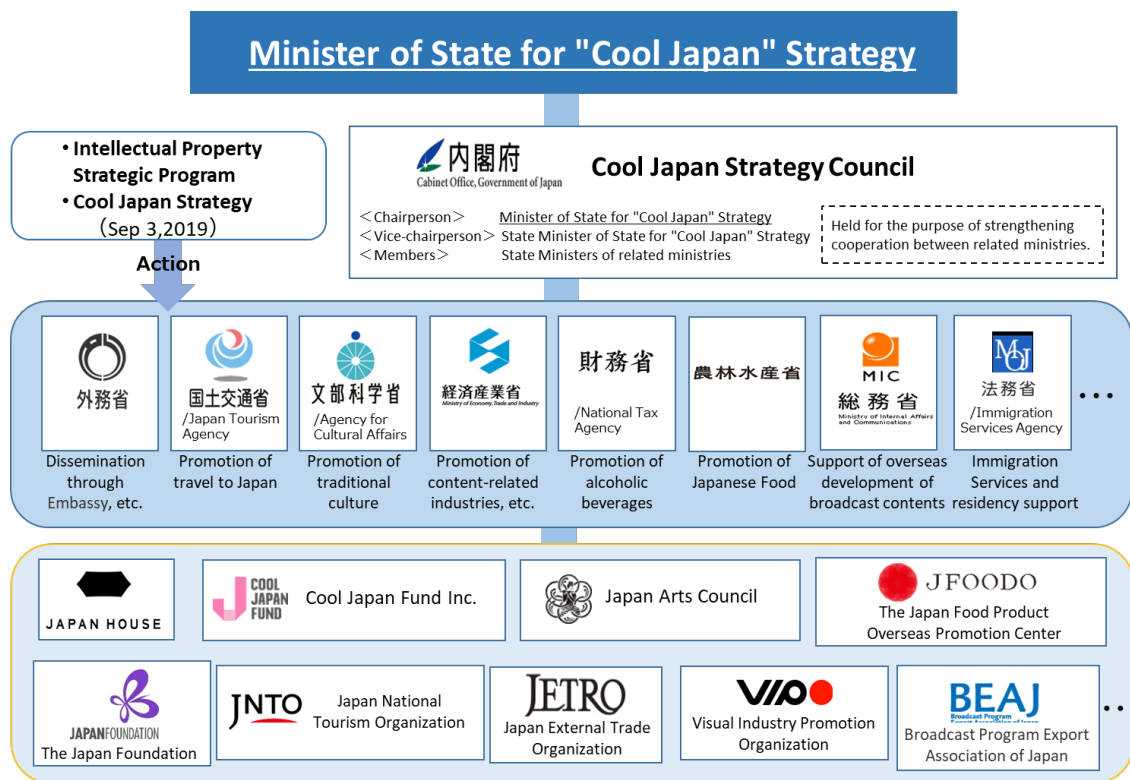 Minister of State for "Cool Japan" Strategy
• Intellectual Property
Strategic Program
• Cool Japan Strategy
（Sep 3,2019）
Action
内閣府
Cabinet Office, Government of Japan
Cool Japan Strategy Council
＜Chairperson＞ Minister of State for "Cool Japan" Strategy
＜Vice-chairperson＞ State Minister of State for "Cool Japan" Strategy
＜Members＞ State Ministers of related ministries
Held for the purpose of strengthening
cooperation between related ministries.
外務省
Dissemination
through
Embassy, etc.
国土交通省
/Japan Tourism
Agency
Promotion of
travel to Japan
文部科学省
/Agency for
Cultural Affairs
Promotion of
traditional
culture
経済産業省
Ministry of Economy, Trade and Industry
Promotion of
content-related
industries, etc.
財務省
/National Tax
Agency
Promotion of
alcoholic
beverages
農林水産省
Promotion of
Japanese Food
MIC
総務省
Ministry of Internal Affairs
and Communications
Support of overseas
development of
broadcast contents
MOJ
法務省
/Immigration
Services Agency
Immigration
Services and
residency support
•••
JAPAN HOUSE
COOL
JAPAN
FUND
Cool Japan Fund Inc.
Japan Arts Council
JFOODO
The Japan Food Product
Overseas Promotion Center
JAPANFOUNDATION
The Japan Foundation
JNTO
Japan National
Tourism Organization
JETRO
Japan External Trade
Organization
VIPO
Visual Industry Promotion
Organization
BEAJ
Broadcast Program
Export Association of Japan
Broadcast Program Export
Association of Japan
••